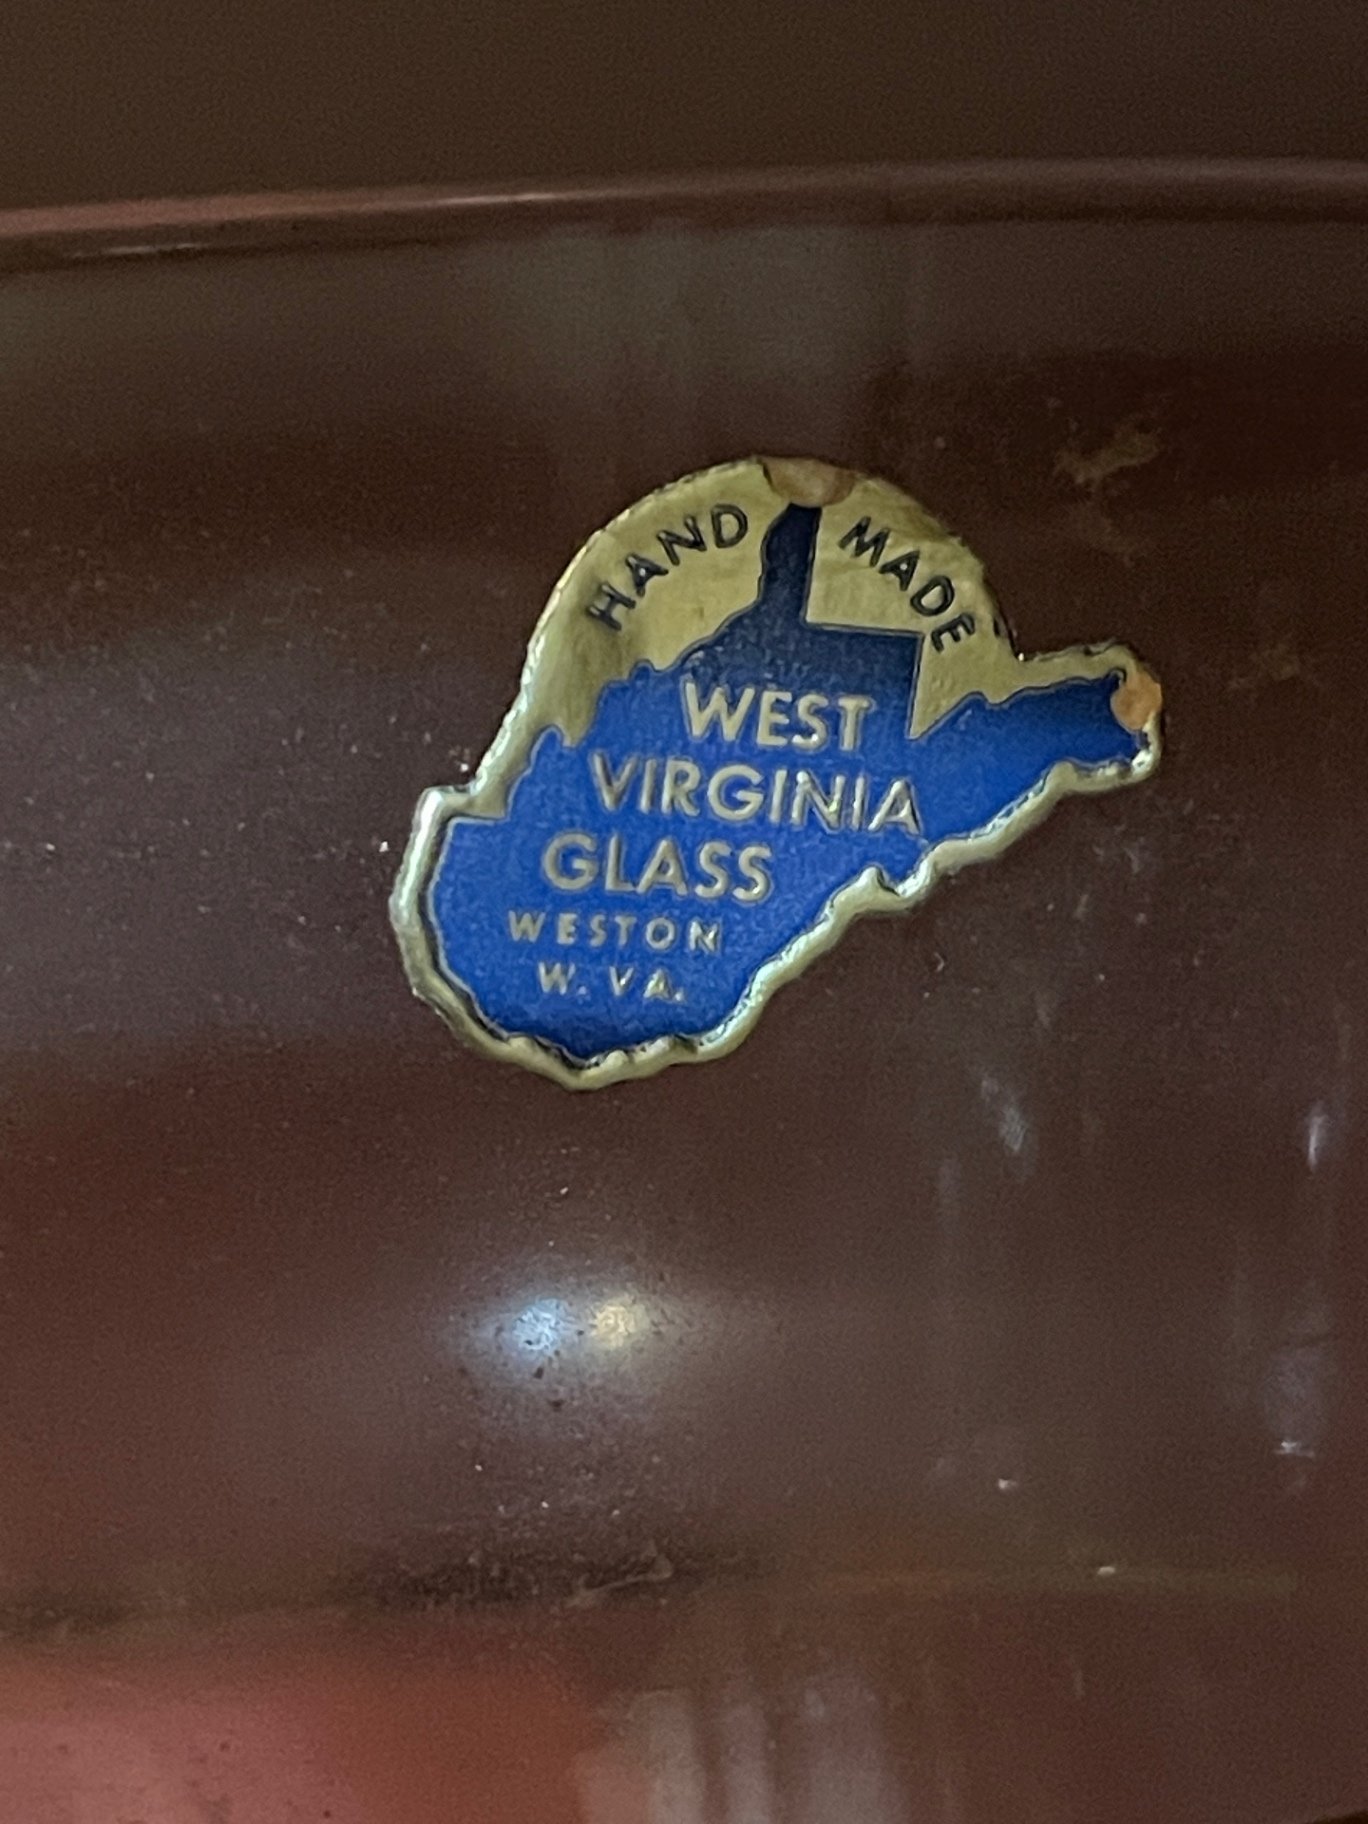 HAND MADE
WEST
VIRGINIA
GLASS
WESTON
W. VA.